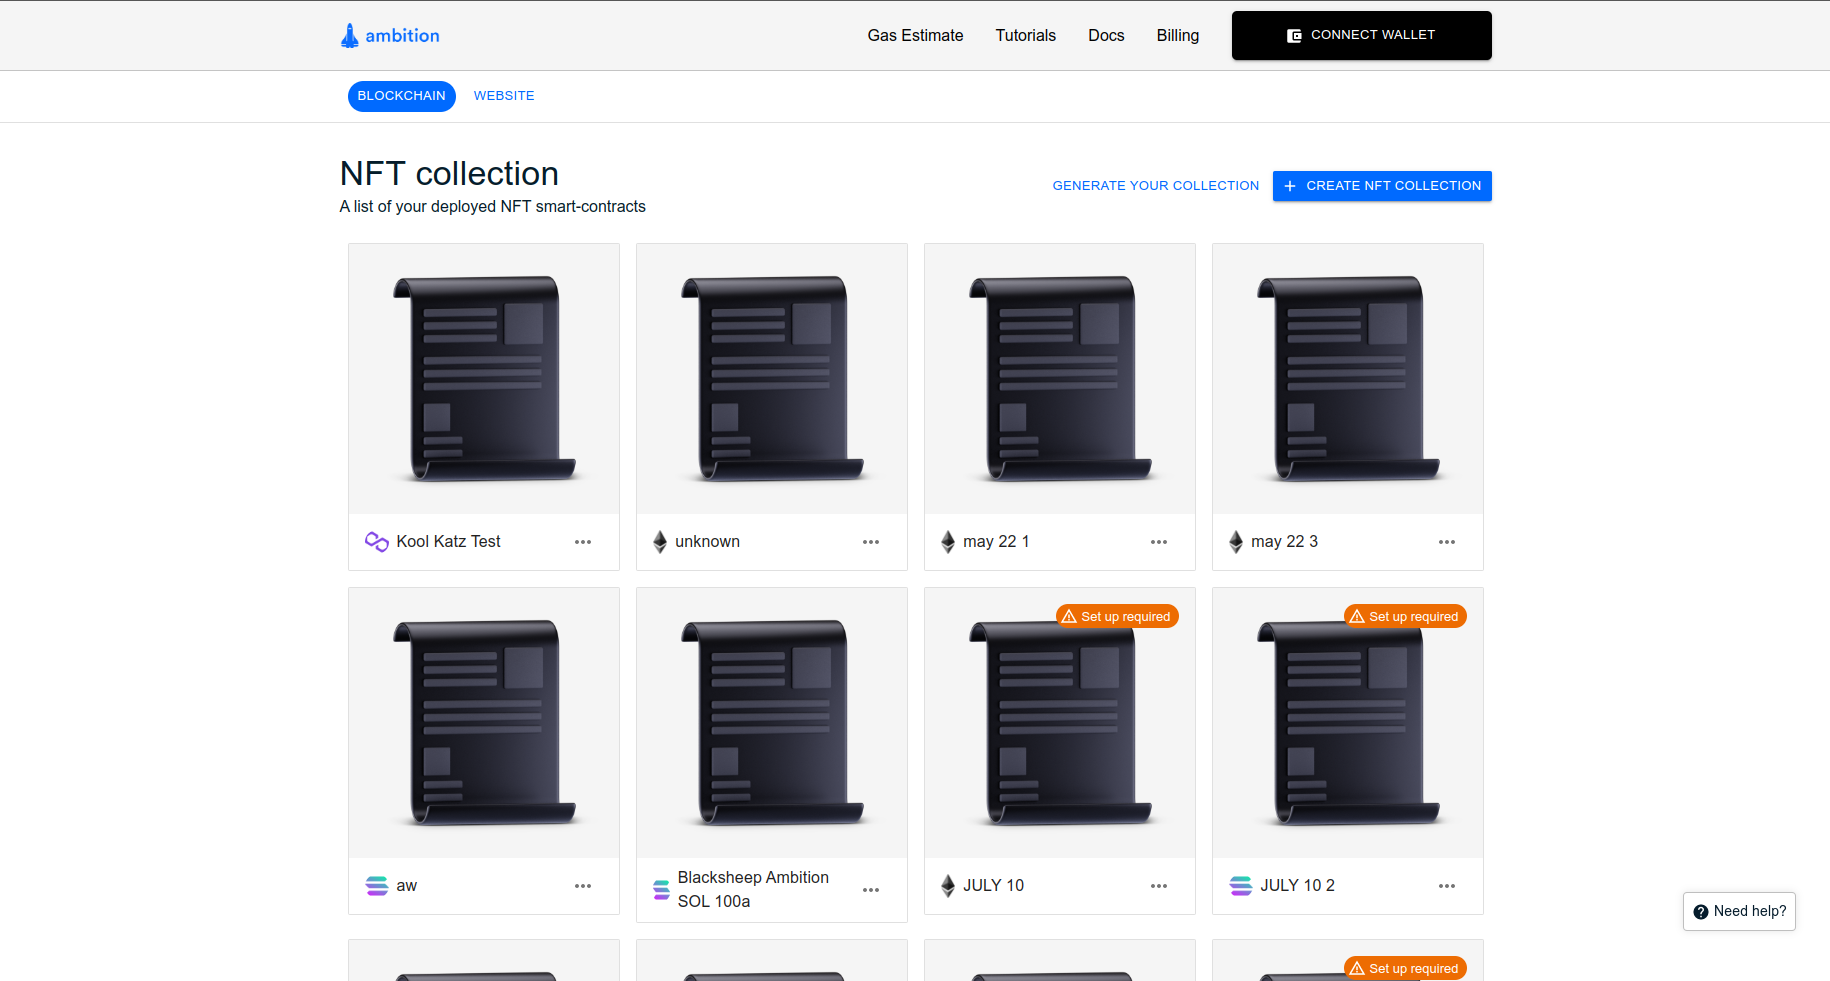 ambition
Gas Estimate
Tutorials
Docs
Billing
CONNECT WALLET
BLOCKCHAIN
WEBSITE
NFT collection
A list of your deployed NFT smart-contracts
GENERATE YOUR COLLECTION
+ CREATE NFT COLLECTION
Kool Katz Test
unknown
may 22 1
may 22 3
Set up required
Set up required
aw
Blacksheep Ambition
SOL 100a
JULY 10
JULY 10 2
Need help?
Set up required